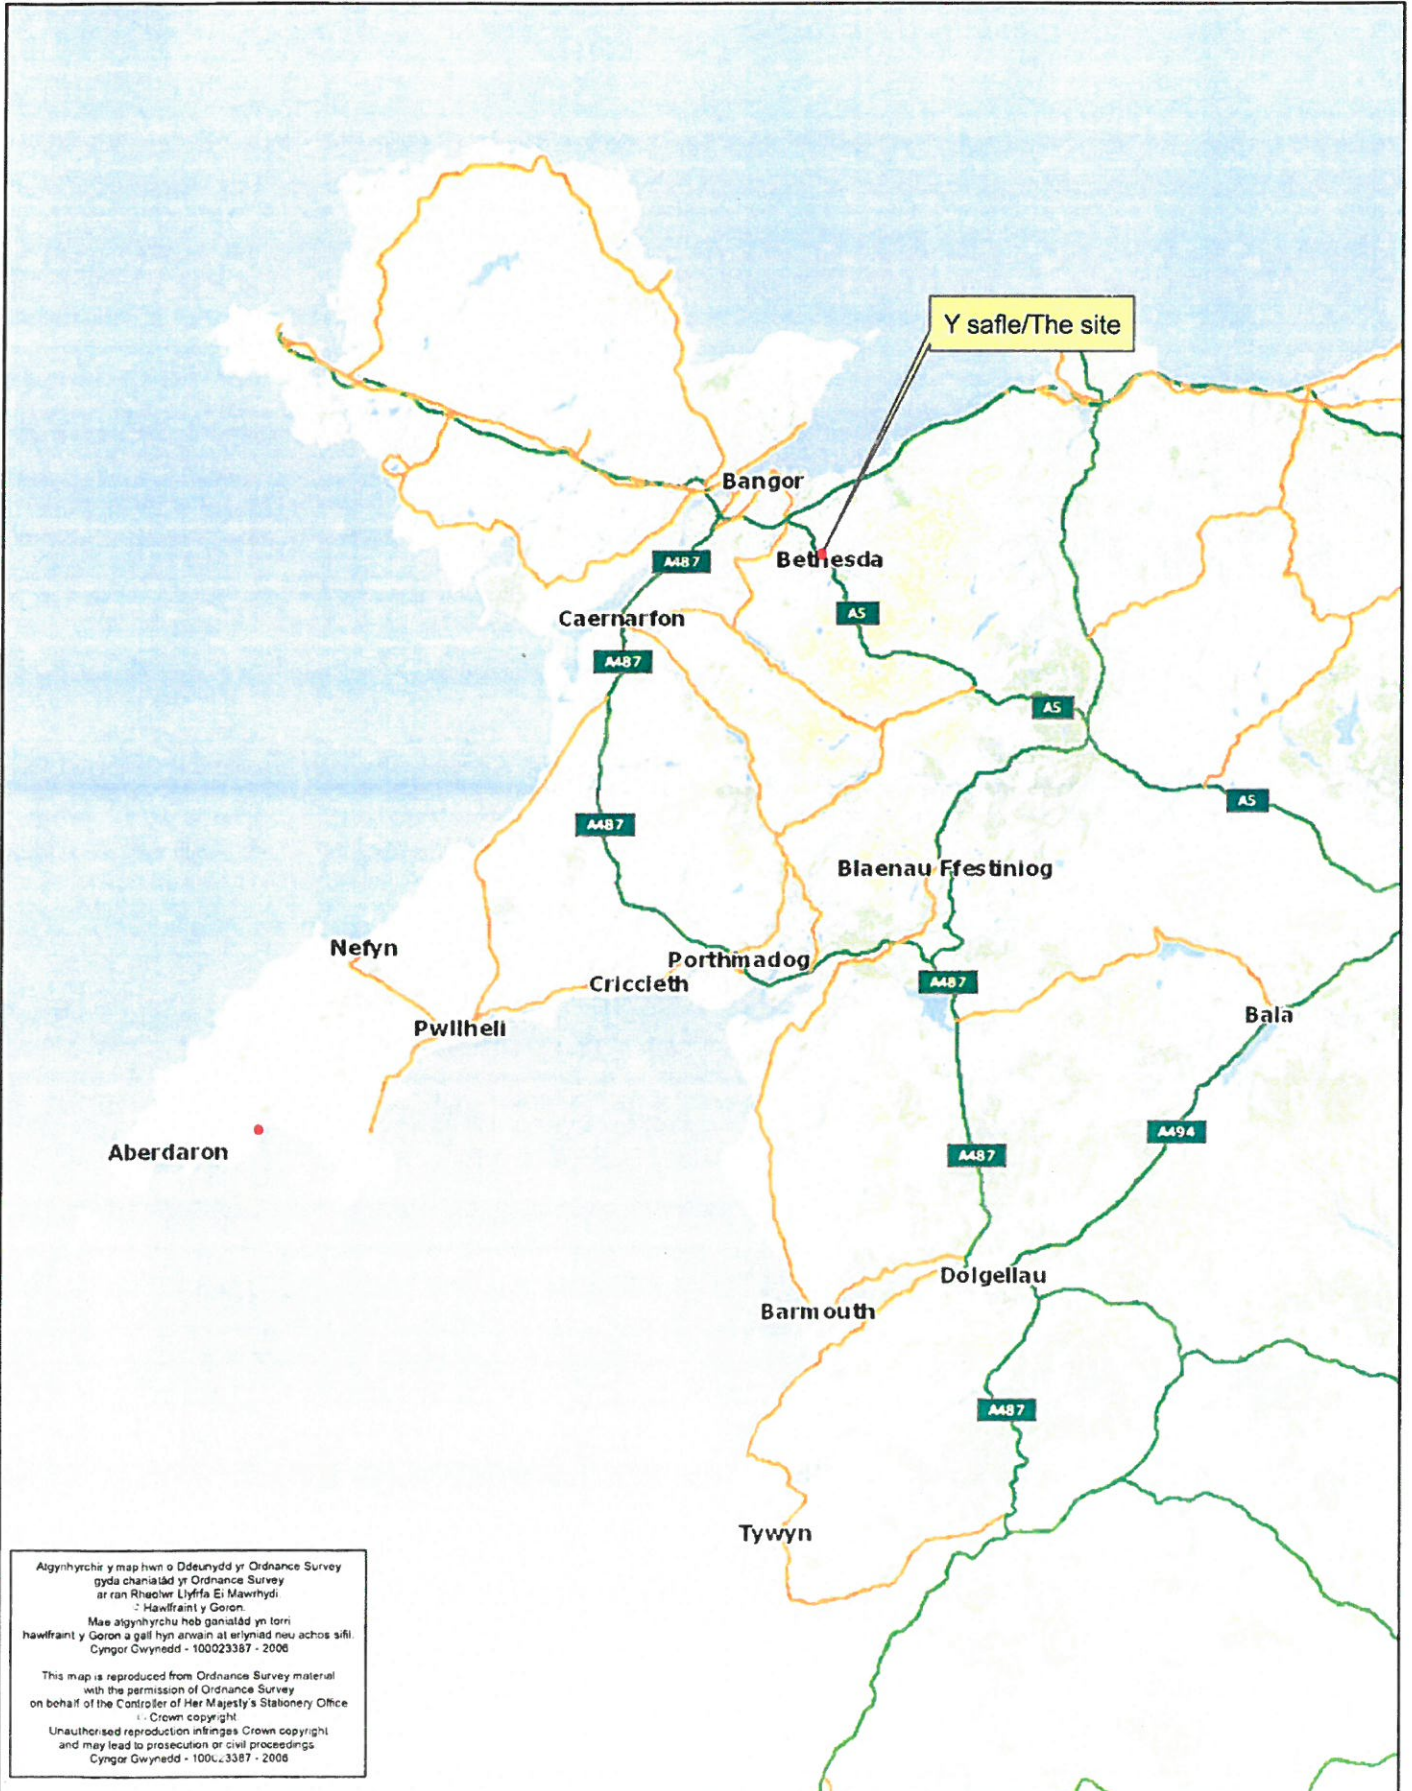 Y safle/The site
Bangor
Bethesda
A487
A5
Caernarfon
A487
A5
A5
A487
Blaenau Ffestiniog
Nefyn
Porthmadog
Criccieth
A487
Bala
Pwllheli
A494
Aberdaron
A487
Dolgellau
Barmouth
A487
Tywyn
Algynhyrchir y map hwn o Ddeunydd yr Ordnance Survey
gyda chaniatâd yr Ordnance Survey
ar ran Rheolwr Llyfrfa Ei Mawrhydi
Hawlfraint y Goron.
Mae algynhyrchu heb ganiatâd yn torri
hawlfraint y Goron a gall hyn arwain at erlyniad neu achos sifil.
Cyngor Gwynedd - 100023387 - 2006
This map is reproduced from Ordnance Survey material
with the permission of Ordnance Survey
on behalf of the Controller of Her Majesty's Stationery Office
Crown copyright
Unauthorised reproduction infringes Crown copyright
and may lead to prosecution or civil proceedings
Cyngor Gwynedd - 100023387 - 2006